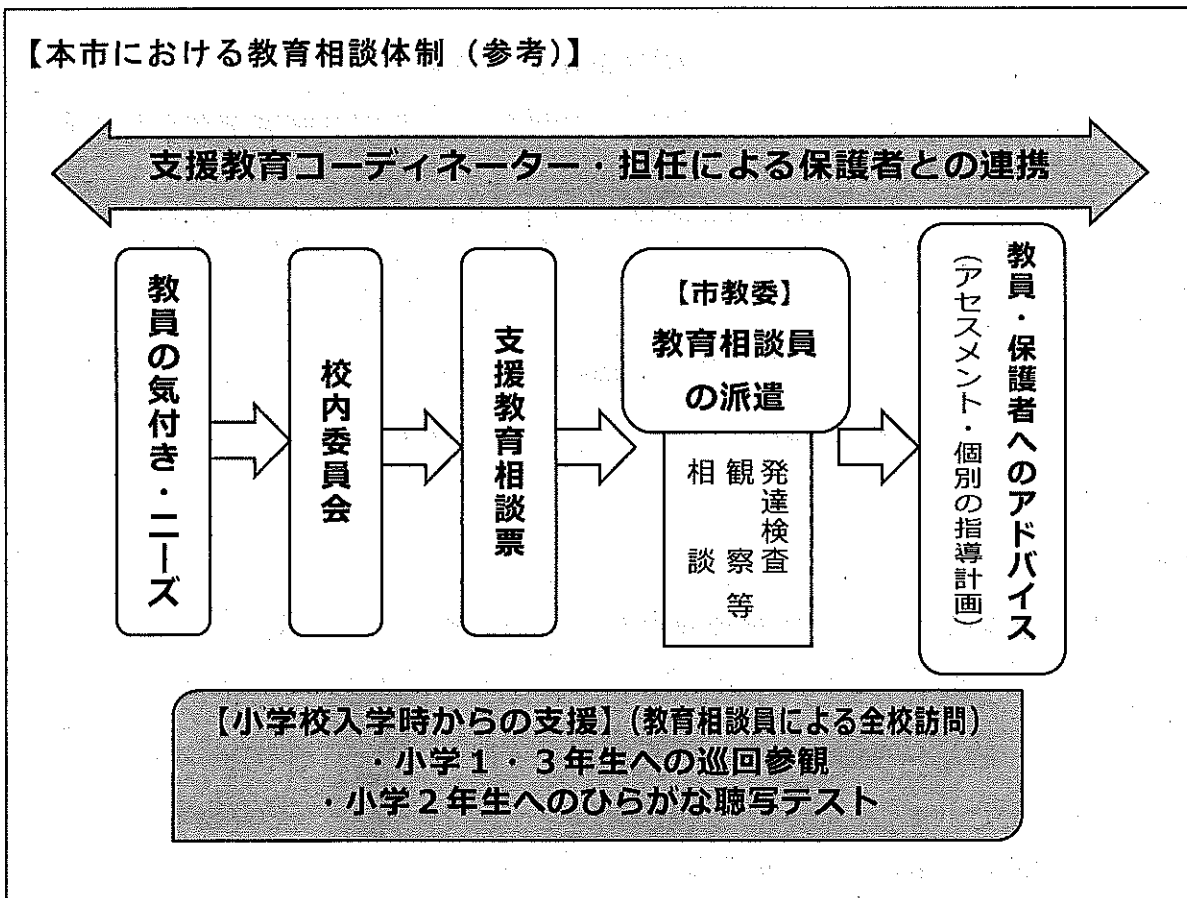 【本市における教育相談体制（参考）】
支援教育コーディネーター・担任による保護者との連携
教員の気付き・ニーズ
校内委員会
支援教育相談票
【市教委】
教育相談員
の派遣
発達検査
観察等
相談
教員・保護者へのアドバイス
（アセスメント・個別の指導計画）
【小学校入学時からの支援】（教育相談員による全校訪問）
・小学１・３年生への巡回参観
・小学２年生へのひらがな聴写テスト